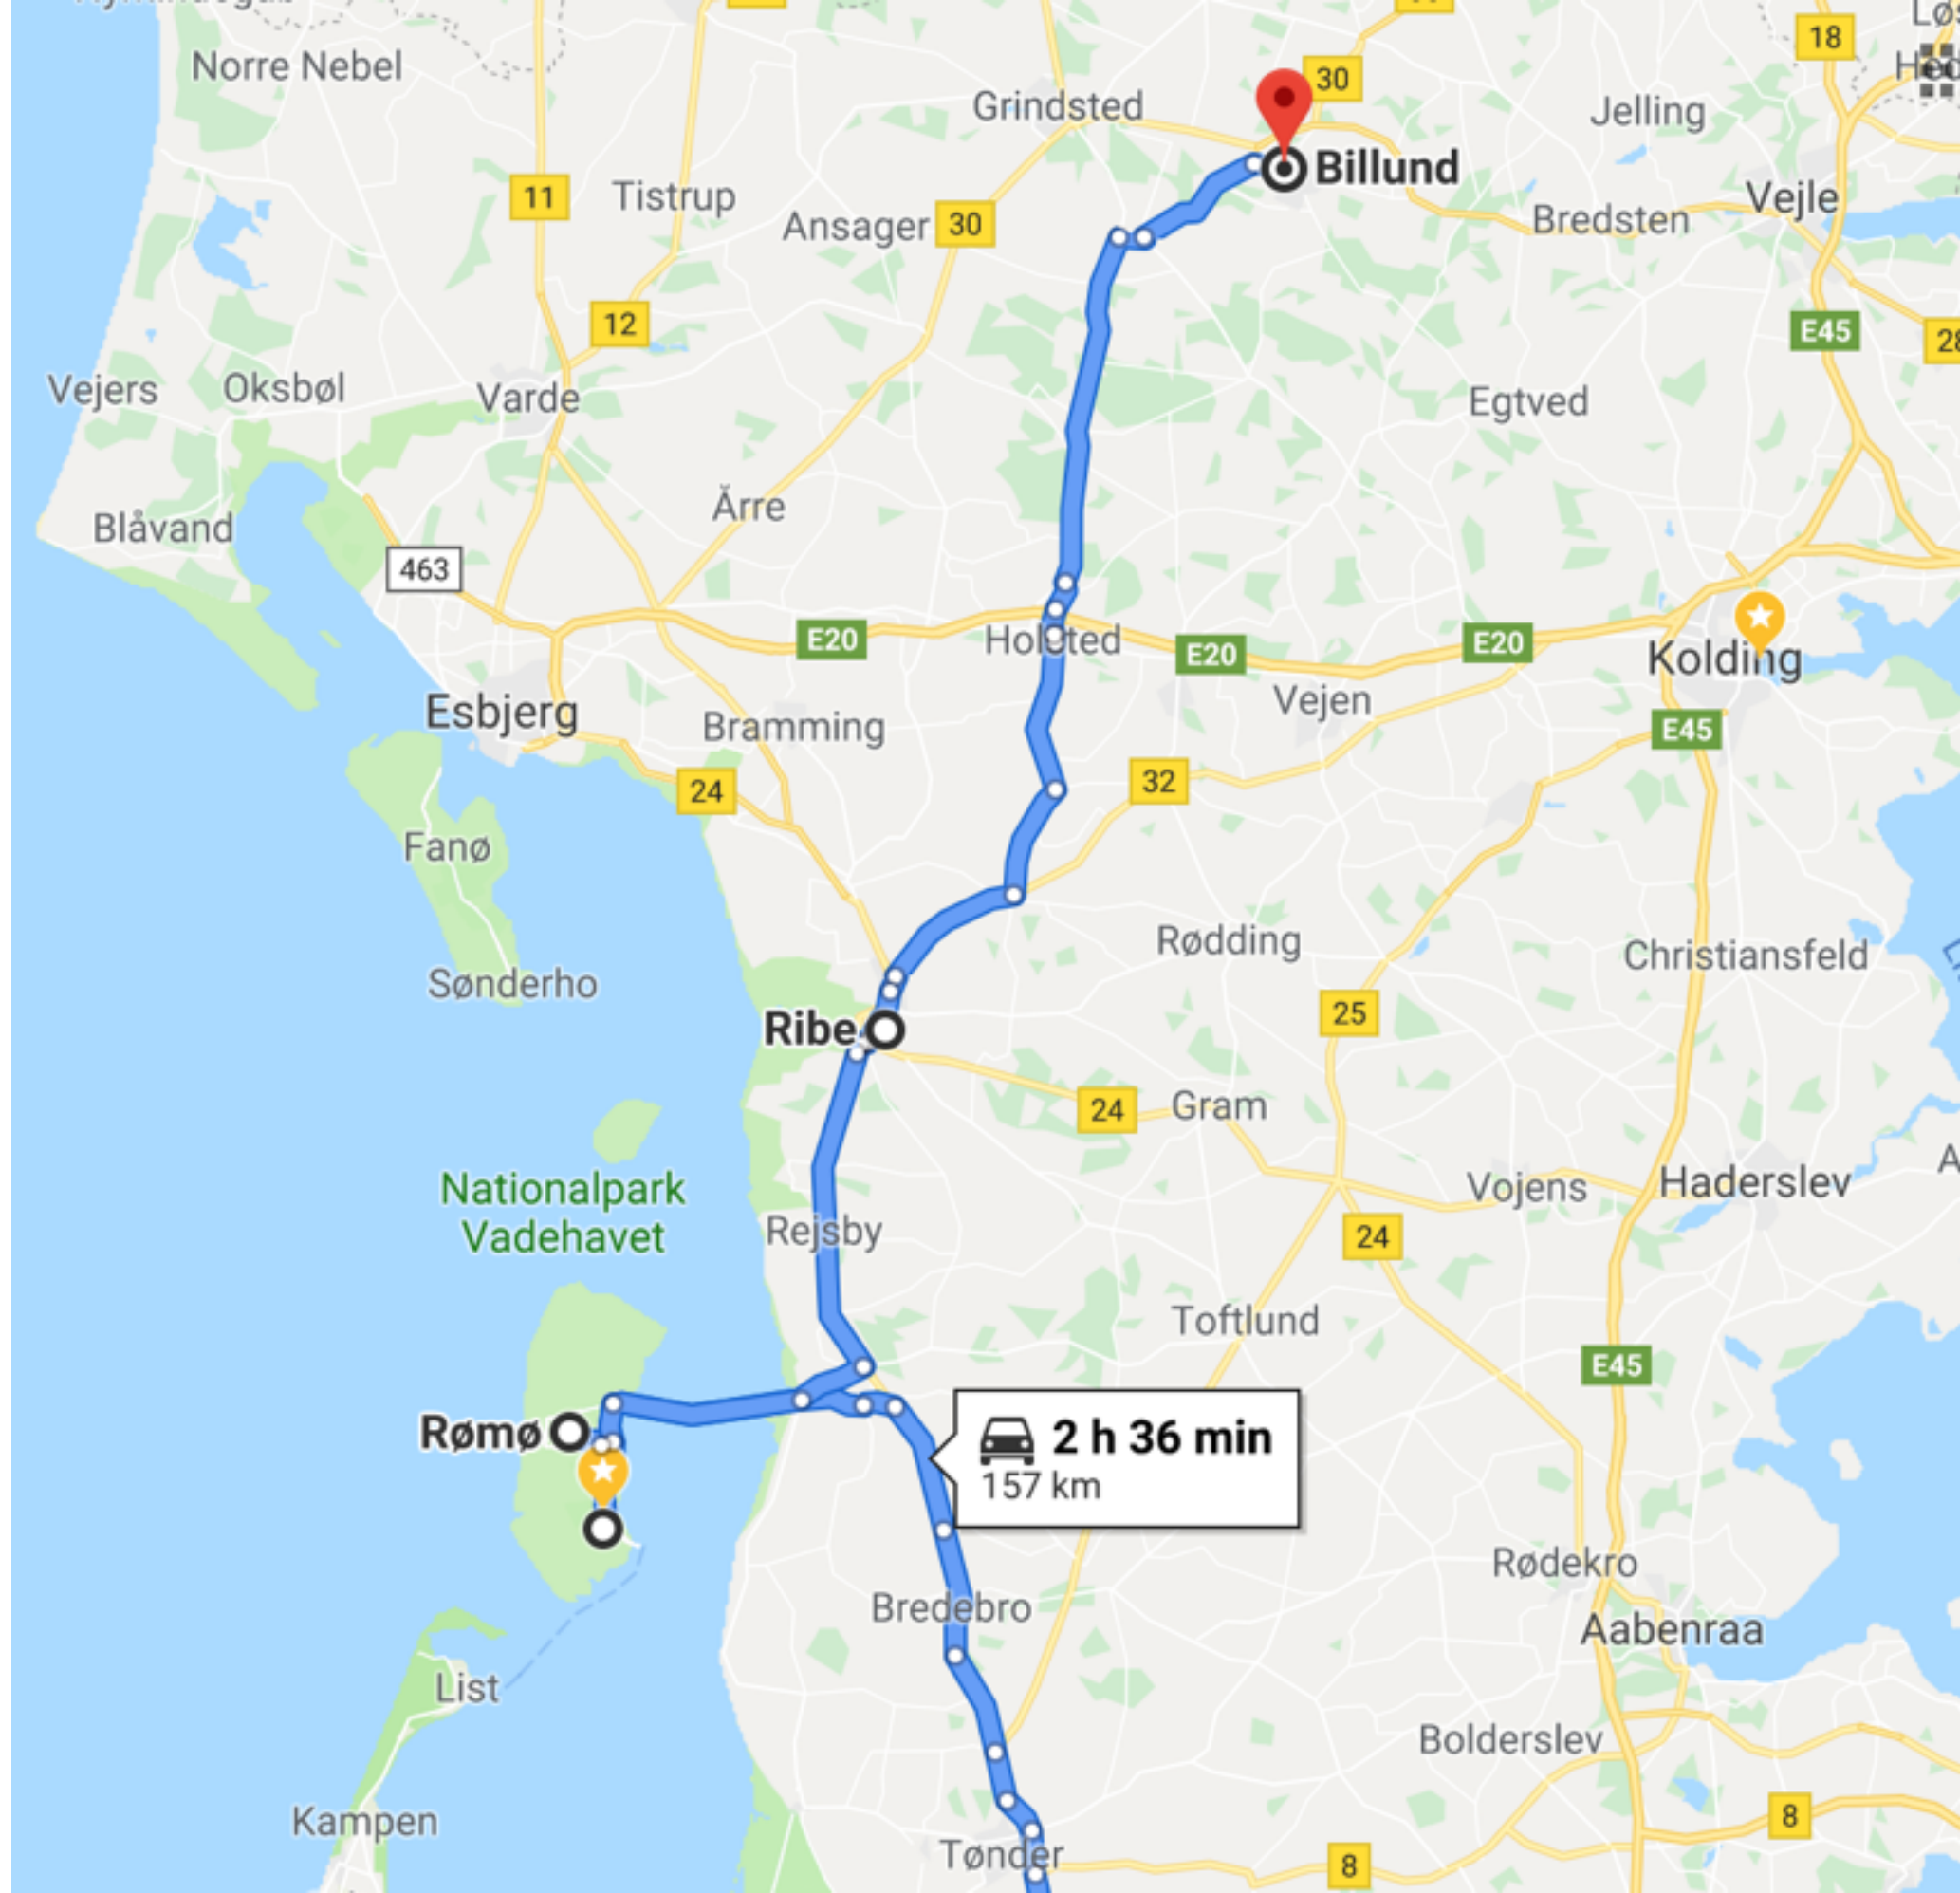 18
Norre Nebel
30
Grindsted
Jelling
Billund
11
Tistrup
Vejle
Ansager
30
Bredsten
12
E45
Vejers
Oksbøl
Varde
Egtved
Årre
Blåvand
463
E20
Holsted
E20
E20
Kolding
Esbjerg
Bramming
Vejen
E45
24
32
Fanø
Rødding
Christiansfeld
Sønderho
25
Ribe
24
Gram
Nationalpark
Vadehavet
Vojens
Haderslev
Rejsby
24
Toftlund
E45
Rømø
2 h 36 min
157 km
Rødekro
Bredebro
Aabenraa
List
Bolderslev
Kampen
8
Tønder
8